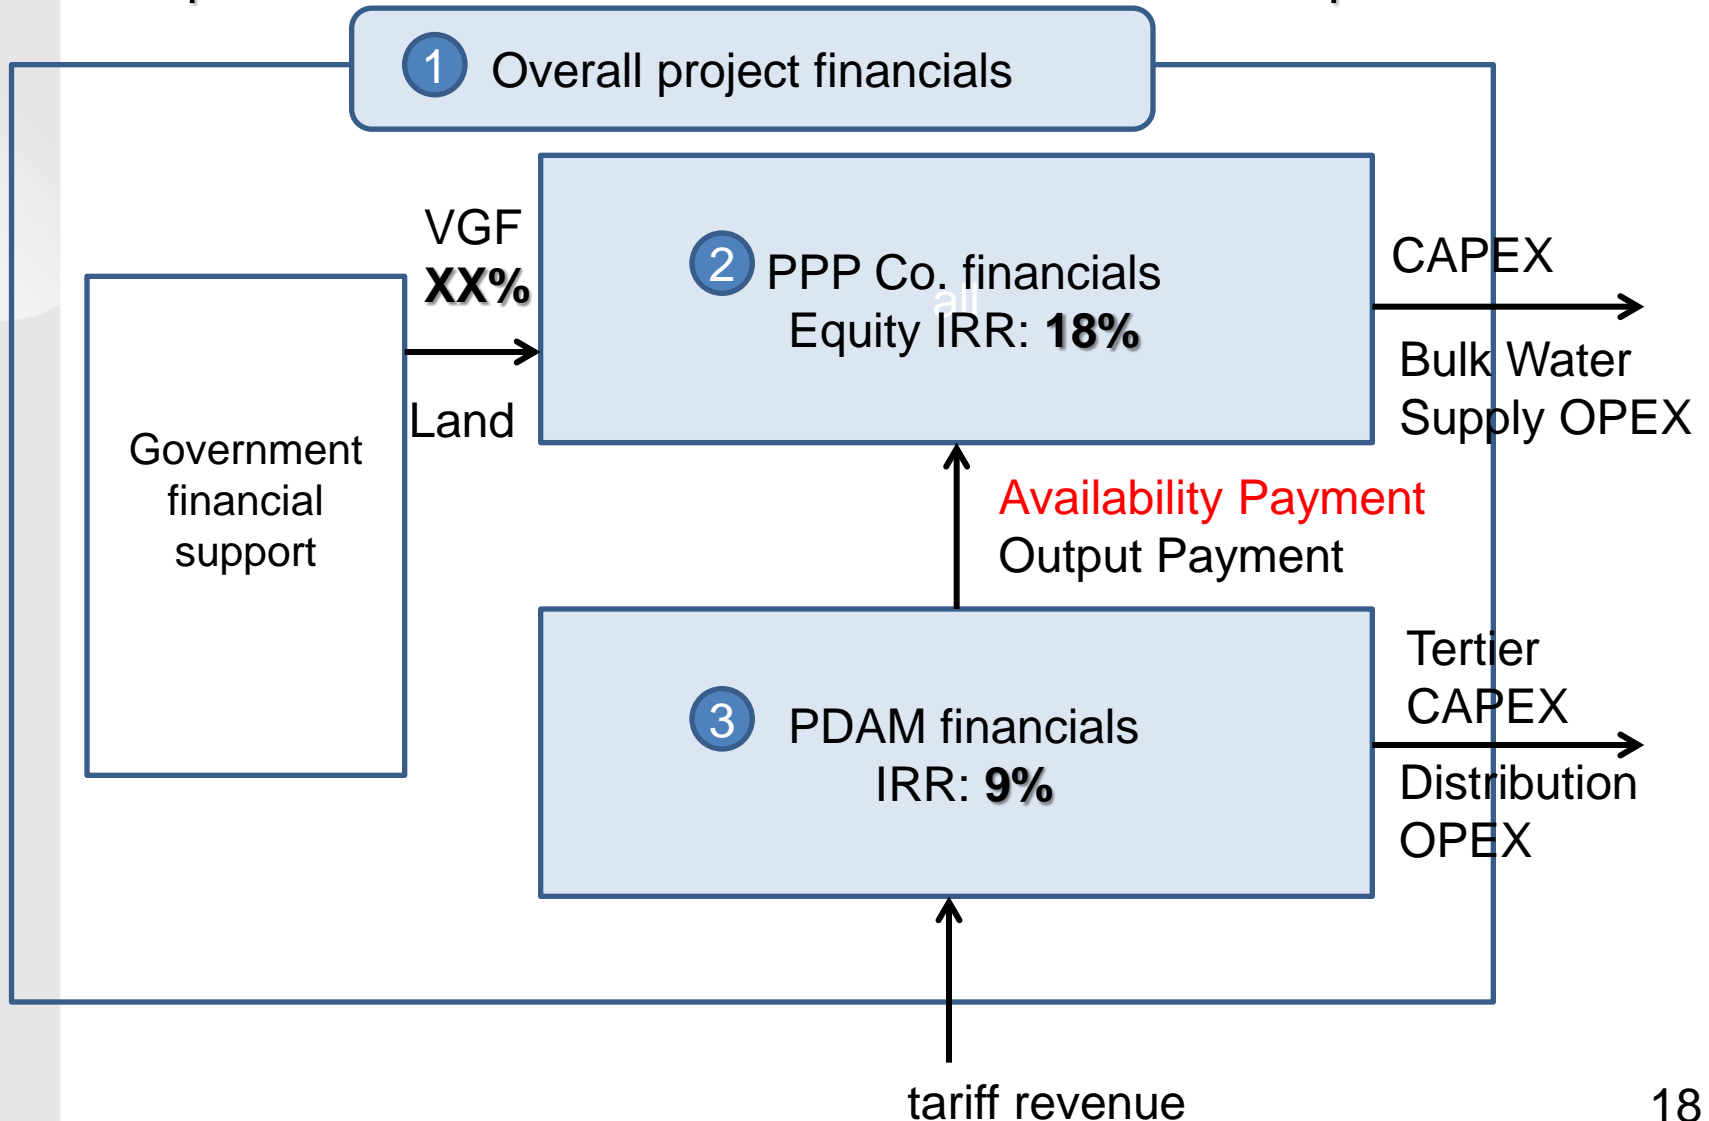 1 Overall project financials
VGF
XX%
Land
Government
financial
support
2 PPP Co. financials
all
Equity IRR: 18%
CAPEX
Bulk Water
Supply OPEX
Availability Payment
Output Payment
3 PDAM financials
IRR: 9%
Tertier
CAPEX
Distribution
OPEX
tariff revenue
18